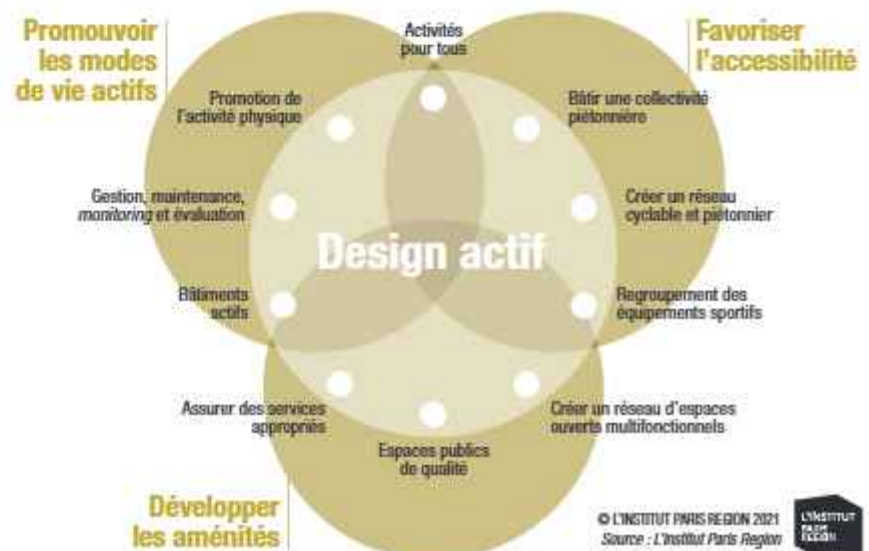 Promouvoir
les modes
de vie actifs
Activités
pour tous
Favoriser
l'accessibilité
Promotion de
l'activité physique
Bâtir une collectivité
piétonnière
Gestion, maintenance,
monitoring et évaluation
Créer un réseau
cyclable et piétonnier
Design actif
Bâtiments
actifs
Regroupement des
équipements sportifs
Assurer des services
appropriés
Créer un réseau d'espaces
ouverts multifonctionnels
Espaces publics
de qualité
Développer
les aménités
© L'INSTITUT PARIS REGION 2021
Source : L'Institut Paris Region
L'INSTITUT
PARIS
REGION